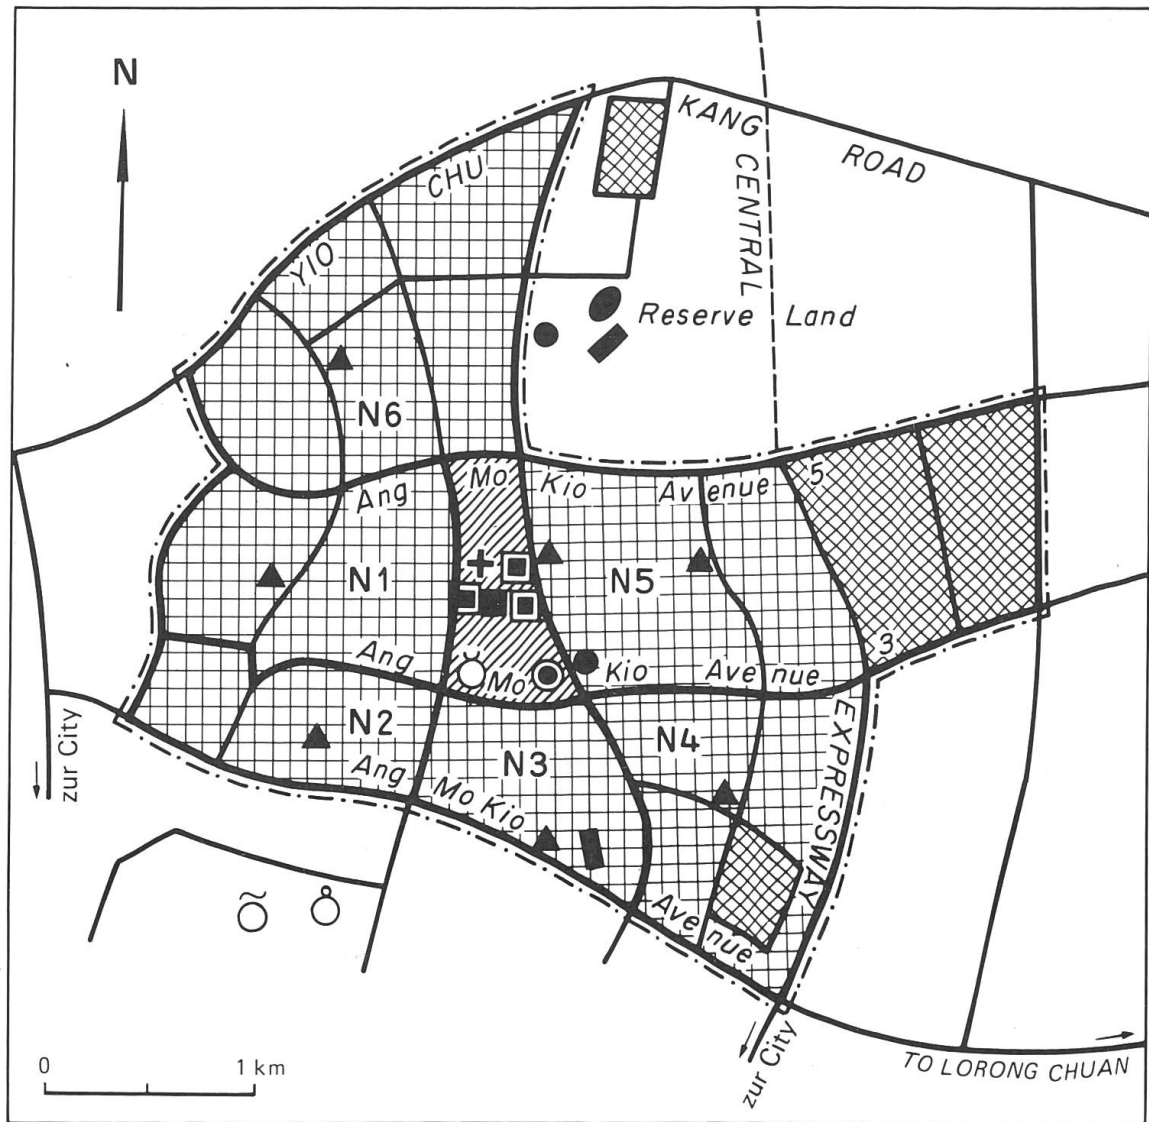 N
KANG
CENTRAL
ROAD
CHU
YIO
Reserve Land
N6
Mo Kio Avenue 5
Ang
N1
N5
3
Ang Mo Kio Avenue
N2
N4
N3
EXPRESSWAY
Ang Mo Kio Avenue
zur City
zur City
0 1 km
TO LORONG CHUAN